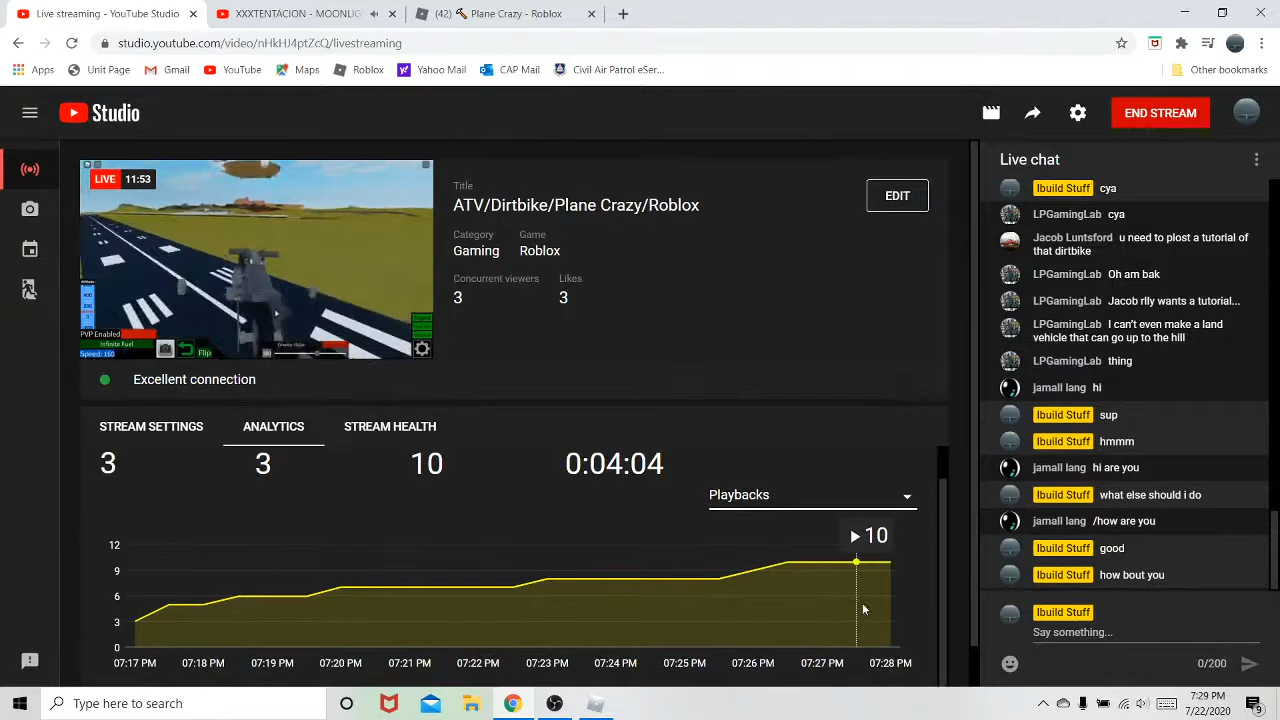 Live streaming - YouTube Studio
XXXTENTACION - MOONLIG
(42) 🔨 Plane Crazy - Roblox
studio.youtube.com/video/nHkHJ4ptZcQ/livestreaming
Apps Unit Page Gmail YouTube Maps Roblox Yahoo Mail CAP Mail Civil Air Patrol eSer... Other bookmarks
Studio
END STREAM
LIVE 11:53
PVP Enabled
Infinite Fuel
Speed: 160
Flip
Title
ATV/Dirtbike/Plane Crazy/Roblox
EDIT
Category Game
Gaming Roblox
Concurrent viewers Likes
3 3
Excellent connection
STREAM SETTINGS ANALYTICS STREAM HEALTH
3 3 10 0:04:04
Playbacks
10
12
9
6
3
0
07:17 PM 07:18 PM 07:19 PM 07:20 PM 07:21 PM 07:22 PM 07:23 PM 07:24 PM 07:25 PM 07:26 PM 07:27 PM 07:28 PM
Live chat
Ibuild Stuff cya
LPGamingLab cya
Jacob Luntsford u need to plost a tutorial of
that dirtbike
LPGamingLab Oh am bak
LPGamingLab Jacob rlly wants a tutorial...
LPGamingLab I can't even make a land
vehicle that can go up to the hill
LPGamingLab thing
jamall lang hi
Ibuild Stuff sup
Ibuild Stuff hmmm
jamall lang hi are you
Ibuild Stuff what else should i do
jamall lang /how are you
Ibuild Stuff good
Ibuild Stuff how bout you
Ibuild Stuff
Say something...
0/200
Type here to search
7:29 PM
7/22/2020
9